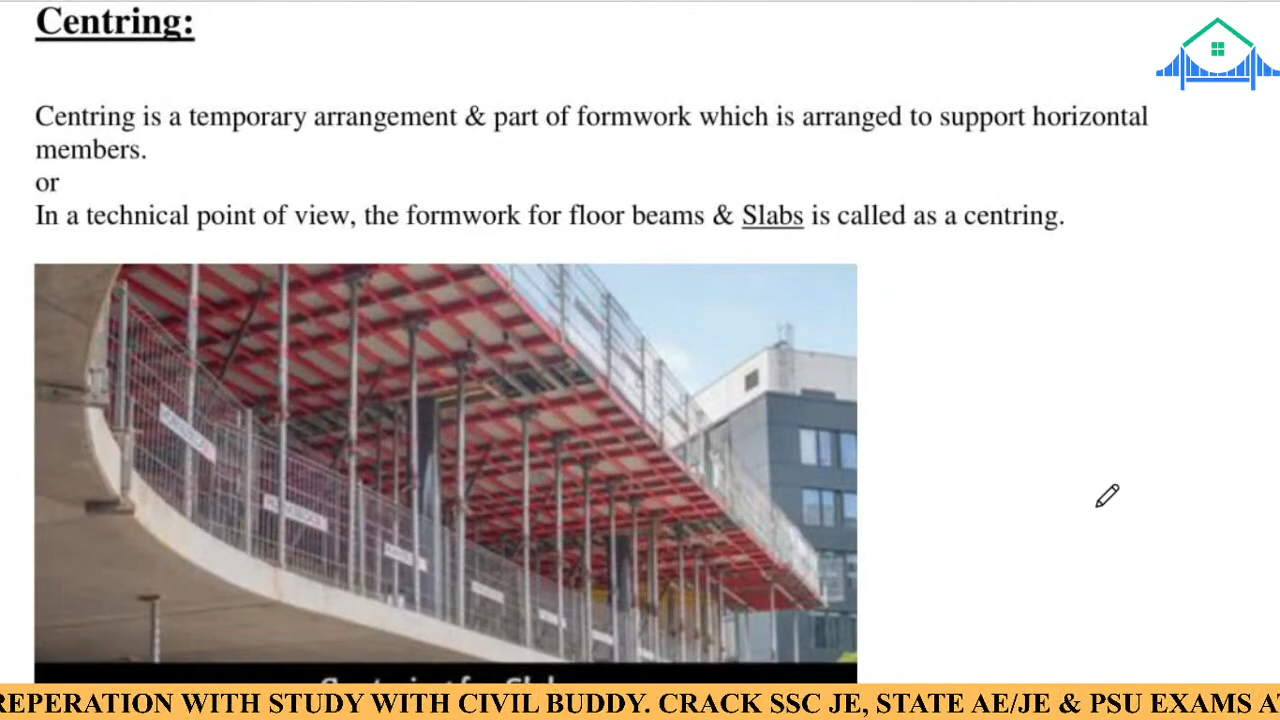 Centring:
Centring is a temporary arrangement & part of formwork which is arranged to support horizontal
members.
or
In a technical point of view, the formwork for floor beams & Slabs is called as a centring.
REPERATION WITH STUDY WITH CIVIL BUDDY. CRACK SSC JE, STATE AE/JE & PSU EXAMS A